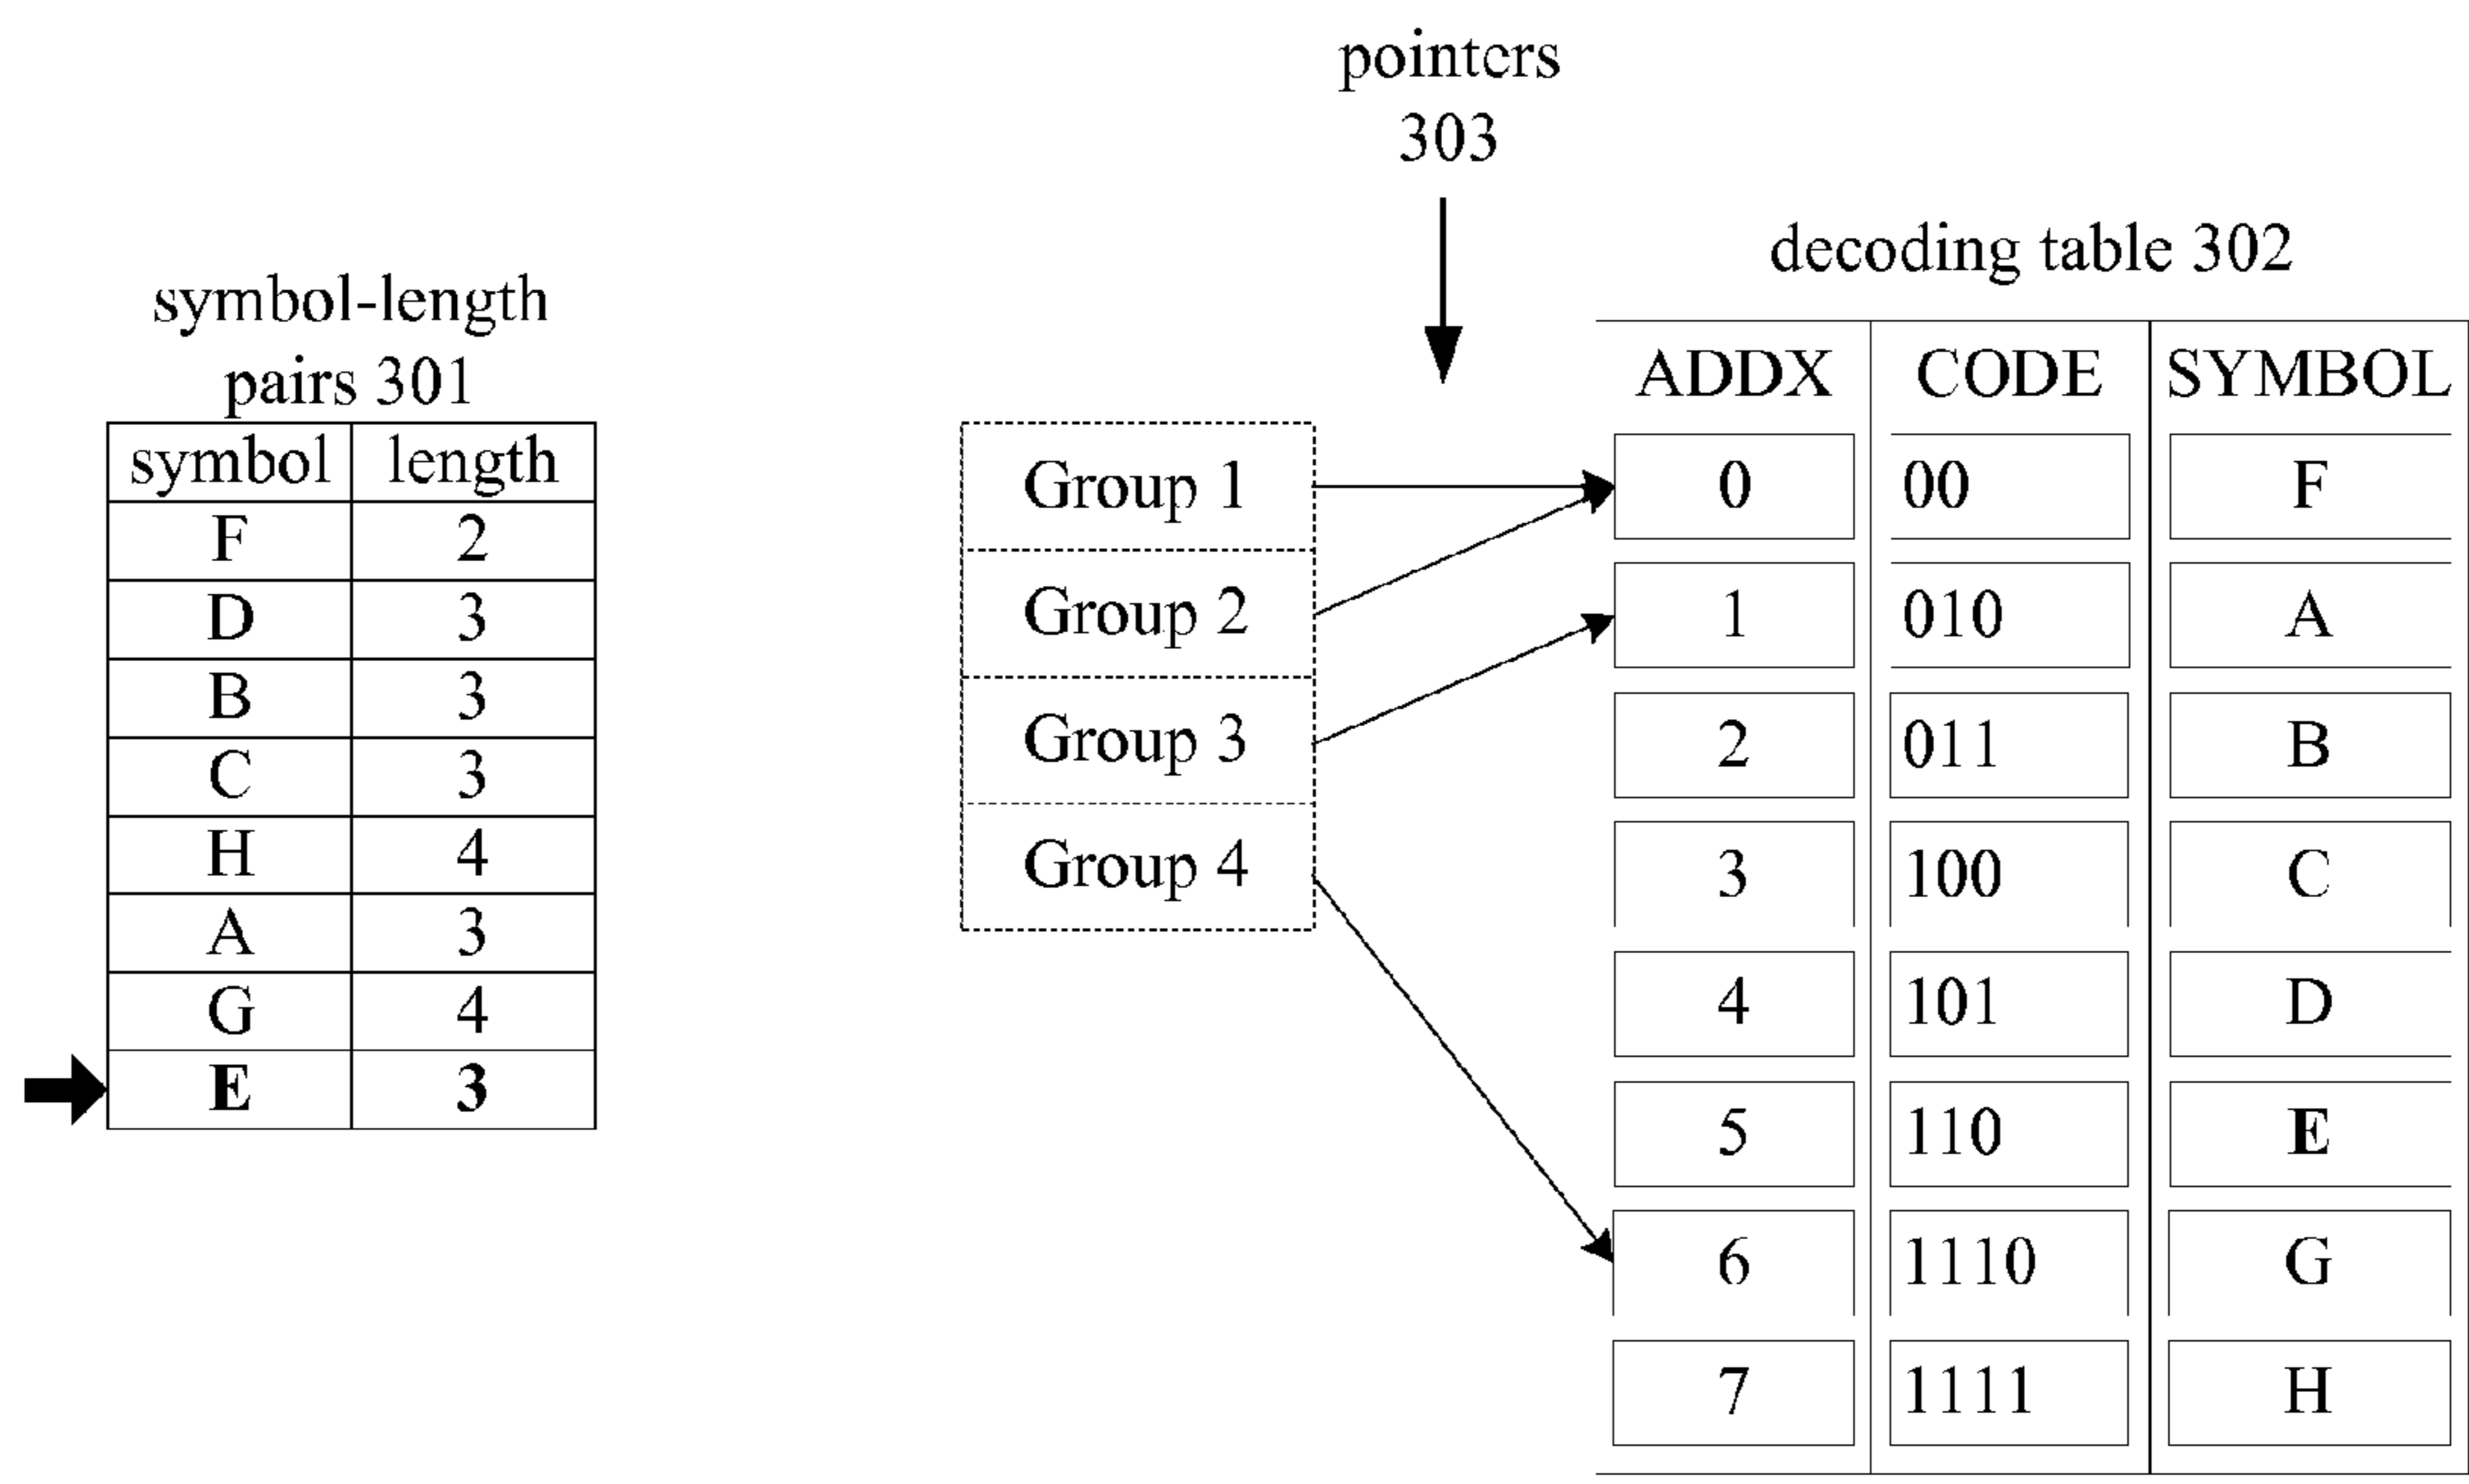 pointers
303
symbol-length
pairs 301
symbol length
F 2
D 3
B 3
C 3
H 4
A 3
G 4
E 3
Group 1
Group 2
Group 3
Group 4
decoding table 302
ADDX CODE SYMBOL
0 00 F
1 010 A
2 011 B
3 100 C
4 101 D
5 110 E
6 1110 G
7 1111 H